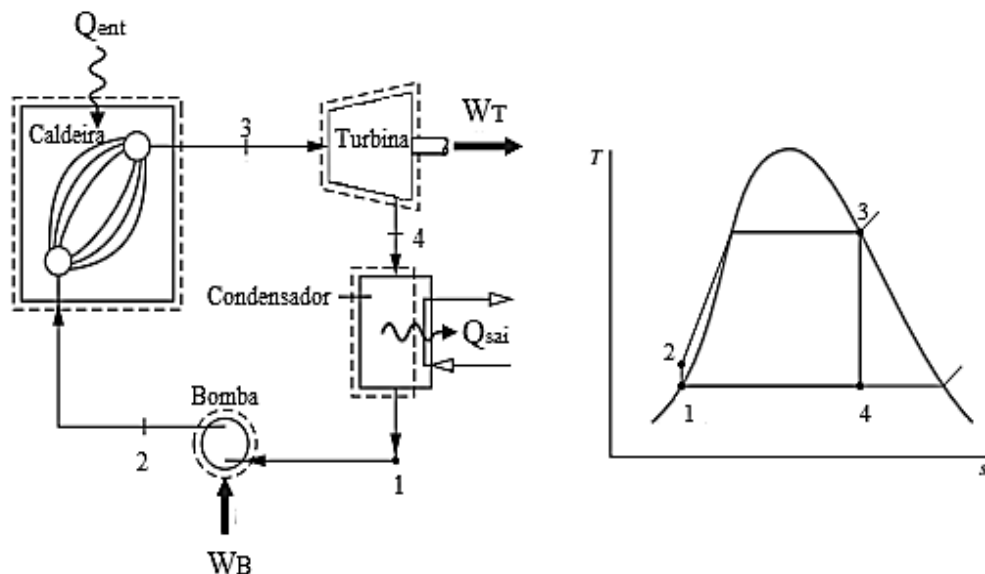 Qent
Caldeira
3
Turbina
WT
4
Condensador
Qsai
Bomba
2
1
WB
T
3
2
1
4
s